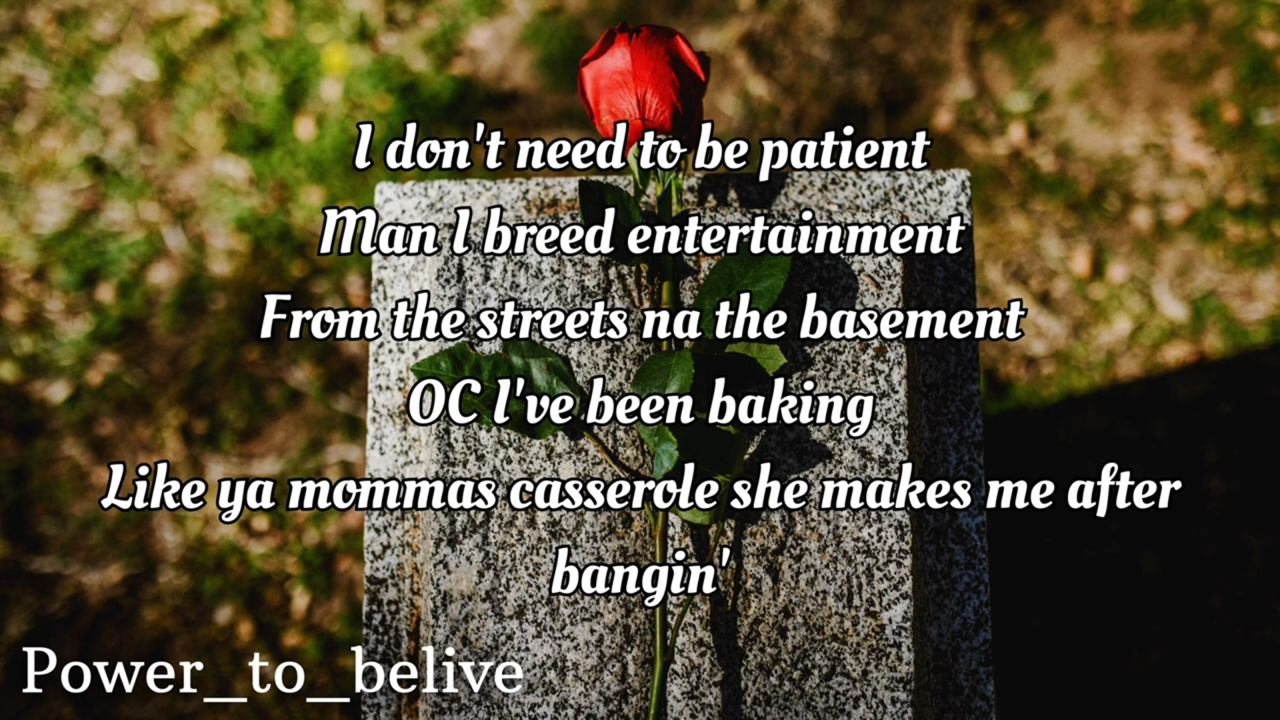 I don't need to be patient
Man I breed entertainment
From the streets na the basement
OC I've been baking
Like ya mommas casserole she makes me after
bangin'
Power_to_belive